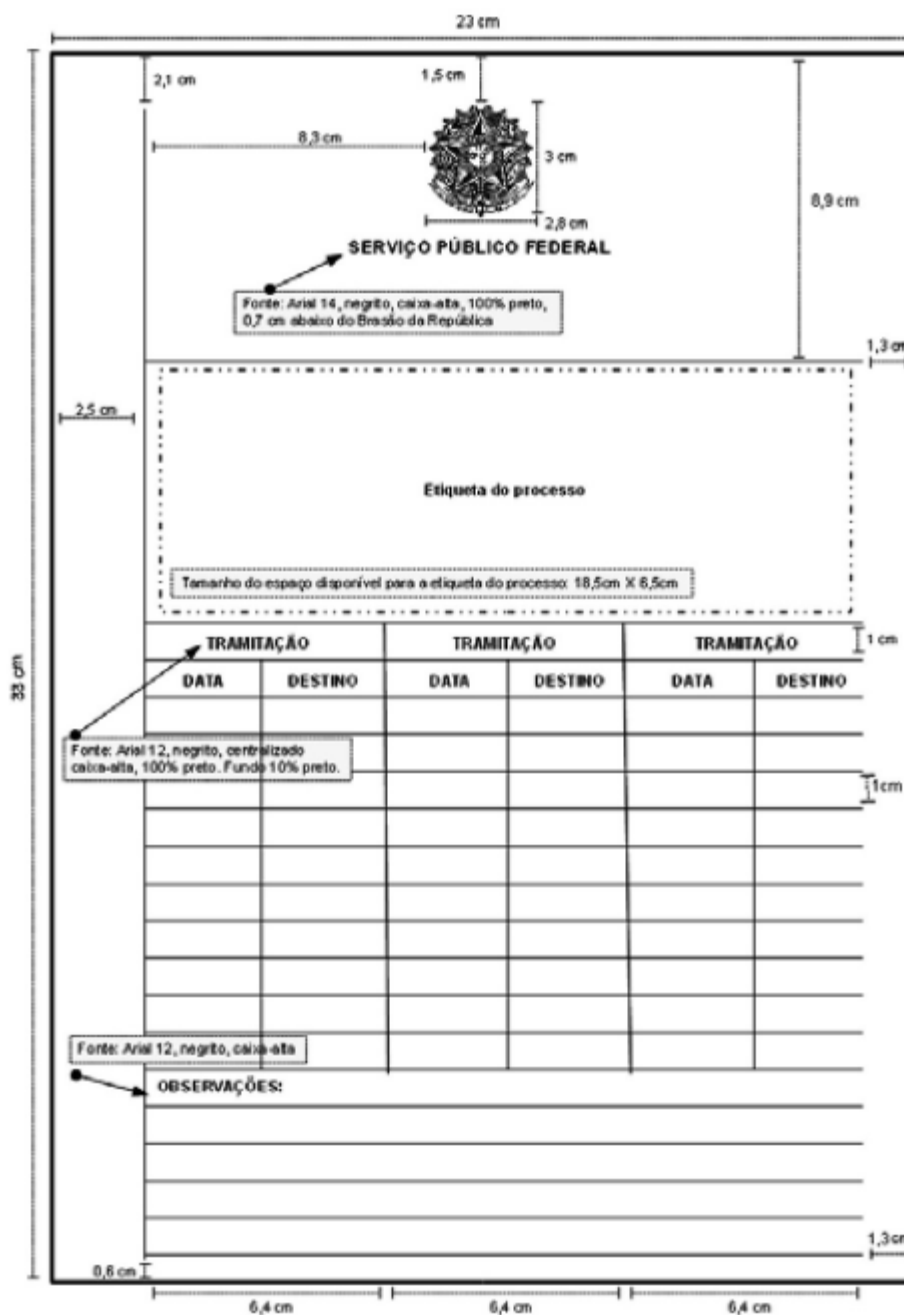 23 cm
2,1 cm
1,5 cm
8,3 cm
3 cm
8,9 cm
2,8 cm
SERVIÇO PÚBLICO FEDERAL
Fonte: Arial 14, negrito, caixa-alta, 100% preto,
0,7 cm abaixo do Brasão da República
1,3 cm
2,5 cm
Etiqueta do processo
Tamanho do espaço disponível para a etiqueta do processo: 18,5cm X 6,5cm
TRAMITAÇÃO TRAMITAÇÃO TRAMITAÇÃO
1 cm
33 cm
DATA DESTINO DATA DESTINO DATA DESTINO
Fonte: Arial 12, negrito, centralizado
caixa-alta, 100% preto. Fundo 10% preto.
1cm
Fonte: Arial 12, negrito, caixa-alta
OBSERVAÇÕES:
1,3 cm
0,6 cm
6,4 cm 6,4 cm 6,4 cm